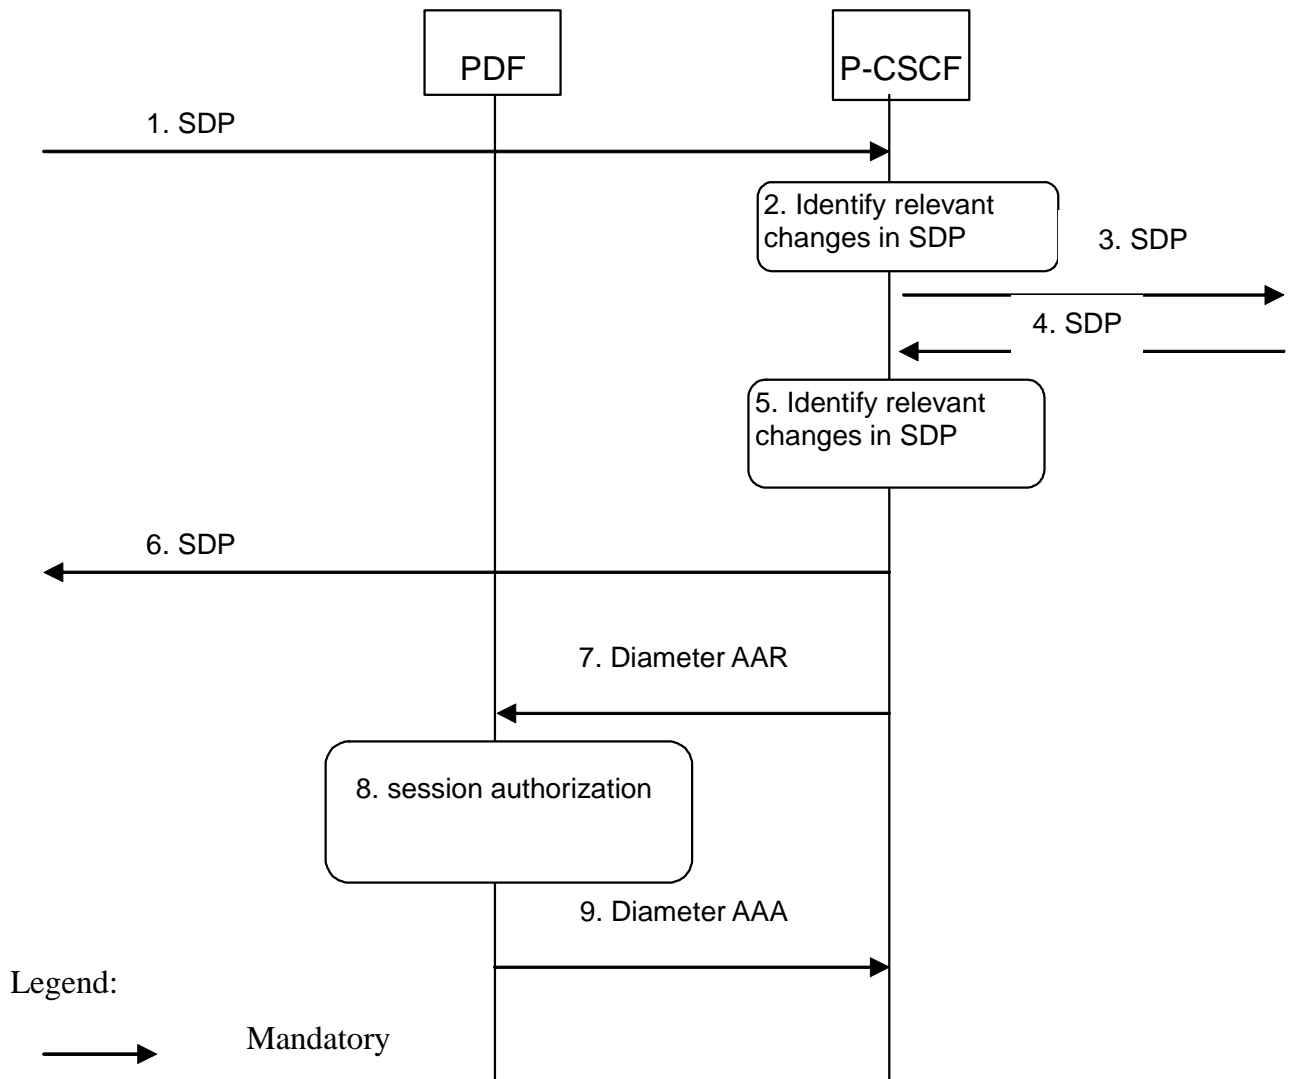 PDF
P-CSCF
1. SDP
2. Identify relevant
changes in SDP
3. SDP
4. SDP
5. Identify relevant
changes in SDP
6. SDP
7. Diameter AAR
8. session authorization
9. Diameter AAA
Legend:
Mandatory